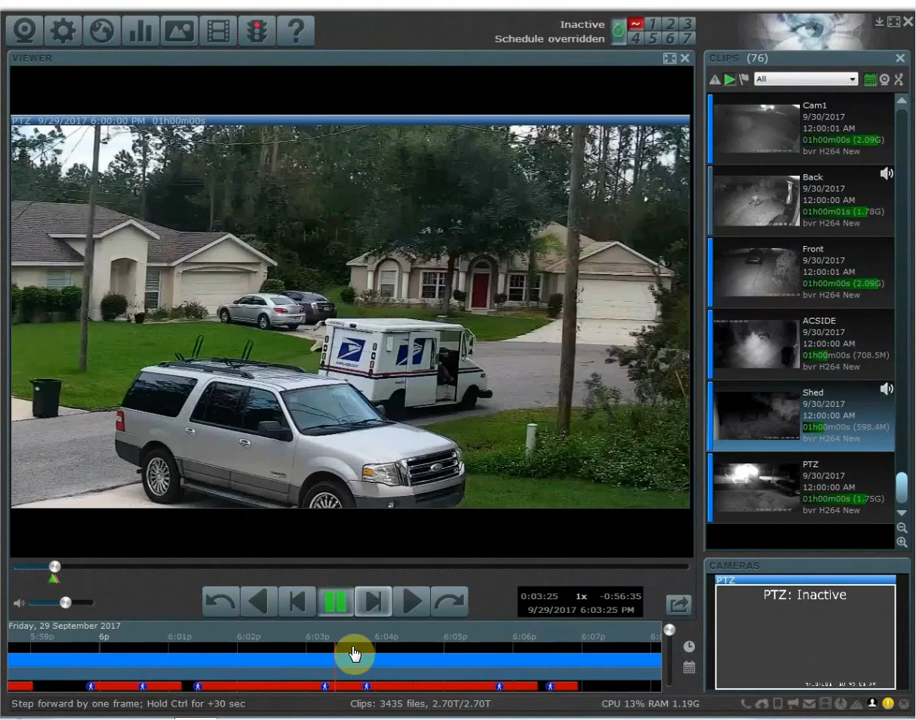 Inactive
Schedule overridden
1 2 3
4 5 6 7
VIEWER
PTZ 9/29/2017 6:00:00 PM 01h00m00s
CLIPS (76)
All
Cam1
9/30/2017
12:00:01 AM
01h00m00s (2.09G)
bvr H264 New
Back
9/30/2017
12:00:00 AM
01h00m01s (1.78G)
bvr H264 New
Front
9/30/2017
12:00:01 AM
01h00m00s (2.09G)
bvr H264 New
ACSIDE
9/30/2017
12:00:00 AM
01h00m00s (708.5M)
bvr H264 New
Shed
9/30/2017
12:00:00 AM
01h00m00s (598.4M)
bvr H264 New
PTZ
9/30/2017
12:00:00 AM
01h00m00s (1.75G)
bvr H264 New
CAMERAS
PTZ
PTZ: Inactive
0:03:25 1x -0:56:35
9/29/2017 6:03:25 PM
Friday, 29 September 2017
5:59p 6p 6:01p 6:02p 6:03p 6:04p 6:05p 6:06p 6:07p
Step forward by one frame; Hold Ctrl for +30 sec
Clips: 3435 files, 2.70T/2.70T
CPU 13% RAM 1.19G